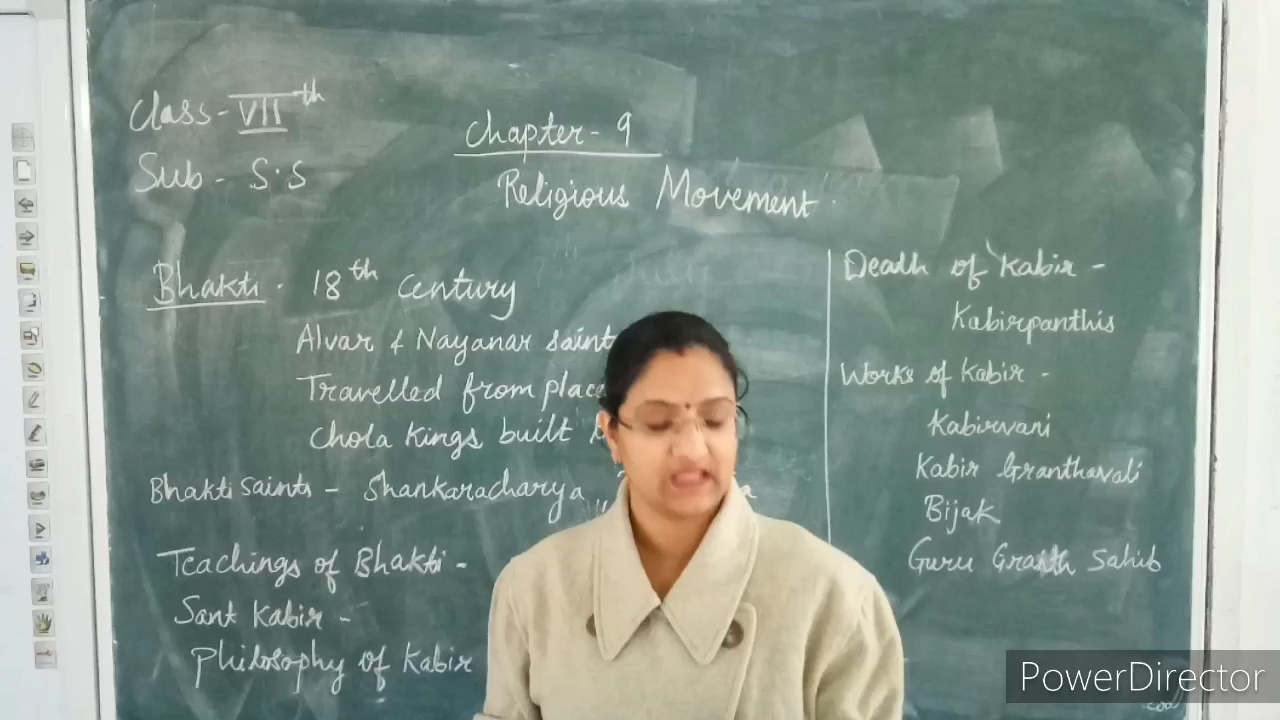 Class - VIIth
Sub - S.S
Chapter - 9
Religious Movement
Bhakti. 18th Century
Alvar & Nayanar saint
Travelled from place
Chola Kings built
Bhakti saints - Shankaracharya
Teachings of Bhakti -
Sant Kabir -
Philosophy of Kabir
Death of Kabir -
Kabirpanthis
Works of Kabir -
Kabirvani
Kabir Granthavali
Bijak
Guru Granth Sahib
PowerDirector